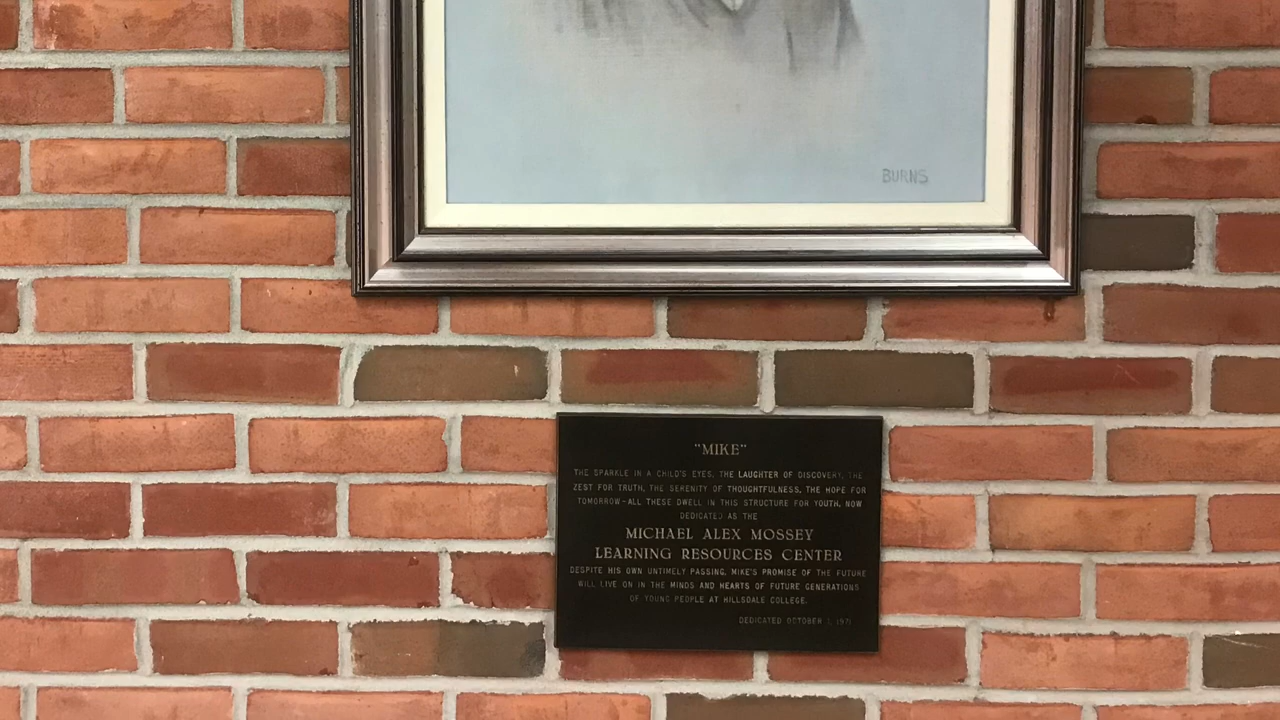 BURNS
"MIKE"
THE SPARKLE IN A CHILD'S EYES, THE LAUGHTER OF DISCOVERY, THE
ZEST FOR TRUTH, THE SERENITY OF THOUGHTFULNESS, THE HOPE FOR
TOMORROW—ALL THESE DWELL IN THIS STRUCTURE FOR YOUTH, NOW
DEDICATED AS THE
MICHAEL ALEX MOSSEY
LEARNING RESOURCES CENTER
DESPITE HIS OWN UNTIMELY PASSING, MIKE'S PROMISE OF THE FUTURE
WILL LIVE ON IN THE MINDS AND HEARTS OF FUTURE GENERATIONS
OF YOUNG PEOPLE AT HILLSDALE COLLEGE.
DEDICATED OCTOBER 1, 1971